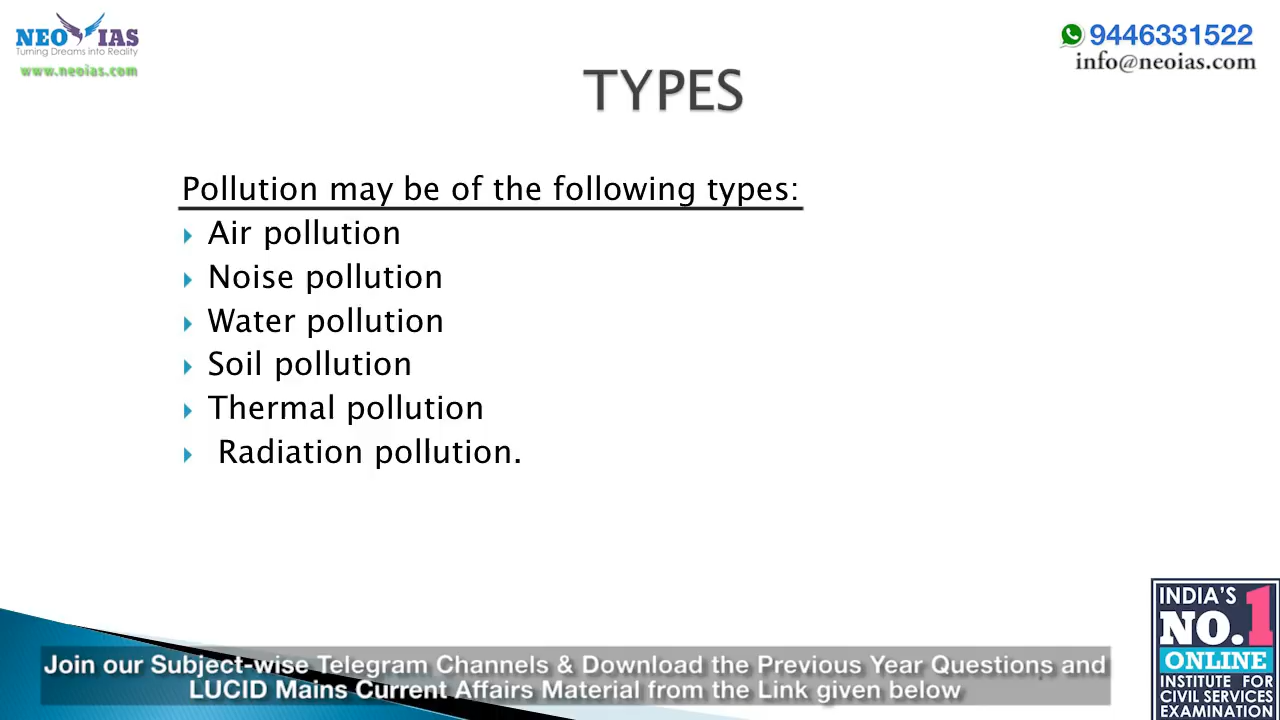 NEO IAS
Turning Dreams into Reality
www.neoias.com
9446331522
info@neoias.com
TYPES
Pollution may be of the following types:
Air pollution
Noise pollution
Water pollution
Soil pollution
Thermal pollution
Radiation pollution.
Join our Subject-wise Telegram Channels & Download the Previous Year Questions and
LUCID Mains Current Affairs Material from the Link given below
INDIA'S
NO.1
ONLINE
INSTITUTE FOR
CIVIL SERVICES
EXAMINATION